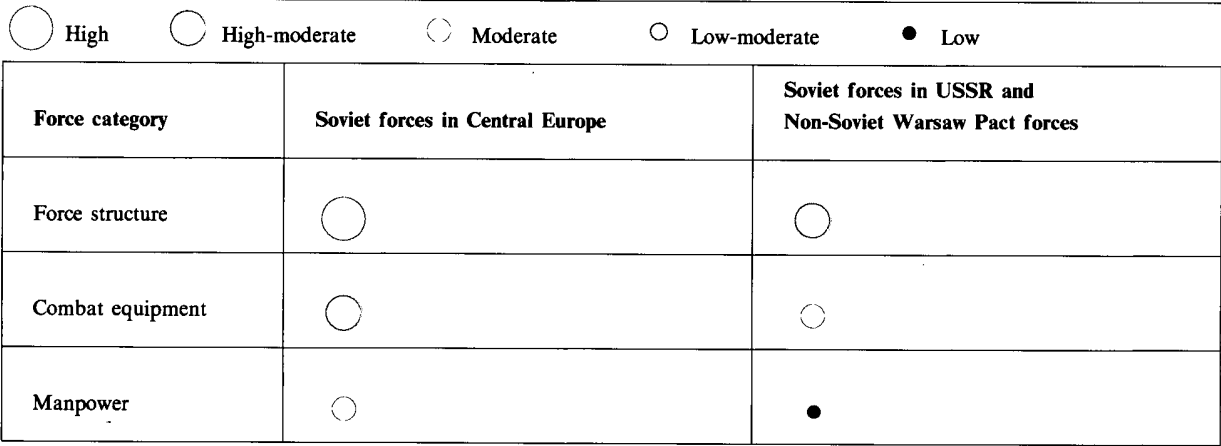 High High-moderate Moderate Low-moderate Low
Force category Soviet forces in Central Europe Soviet forces in USSR and
Non-Soviet Warsaw Pact forces
Force structure
Combat equipment
Manpower